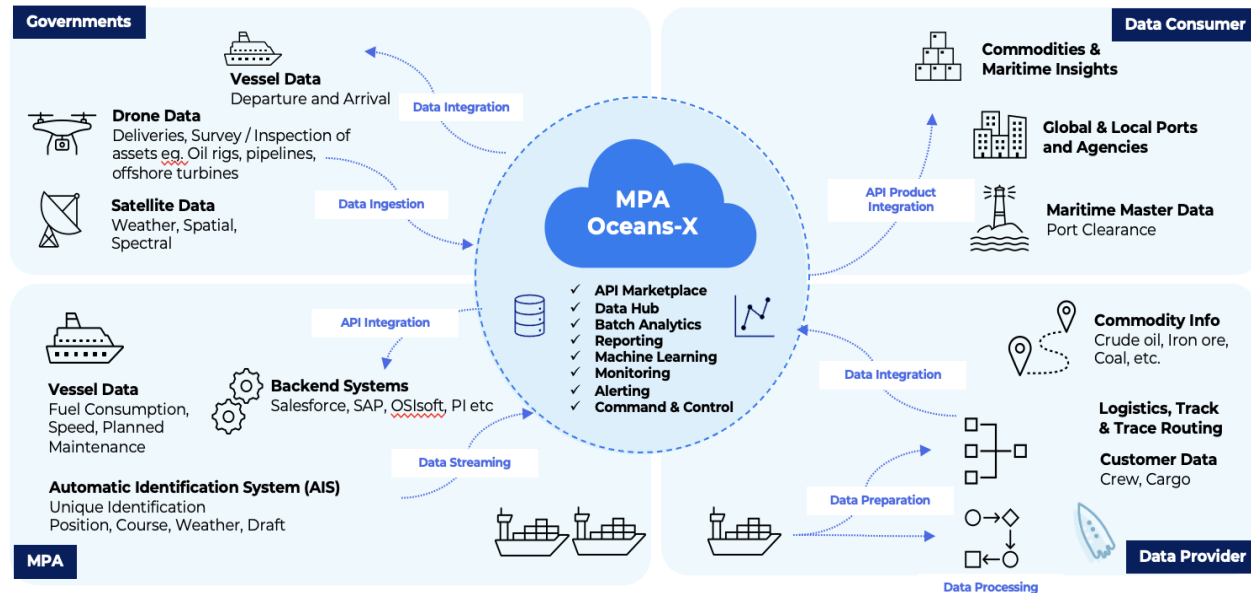 Governments
Vessel Data
Departure and Arrival
Data Integration
Drone Data
Deliveries, Survey / Inspection of
assets eg. Oil rigs, pipelines,
offshore turbines
Data Ingestion
Satellite Data
Weather, Spatial,
Spectral
Data Consumer
Commodities &
Maritime Insights
Global & Local Ports
and Agencies
API Product
Integration
Maritime Master Data
Port Clearance
MPA
Oceans-X
✓ API Marketplace
✓ Data Hub
✓ Batch Analytics
✓ Reporting
✓ Machine Learning
✓ Monitoring
✓ Alerting
✓ Command & Control
API Integration
Vessel Data
Fuel Consumption,
Speed, Planned
Maintenance
Backend Systems
Salesforce, SAP, OSIsoft, PI etc
Data Streaming
Automatic Identification System (AIS)
Unique Identification
Position, Course, Weather, Draft
MPA
Commodity Info
Crude oil, Iron ore,
Coal, etc.
Data Integration
Logistics, Track
& Trace Routing
Customer Data
Crew, Cargo
Data Preparation
Data Provider
Data Processing